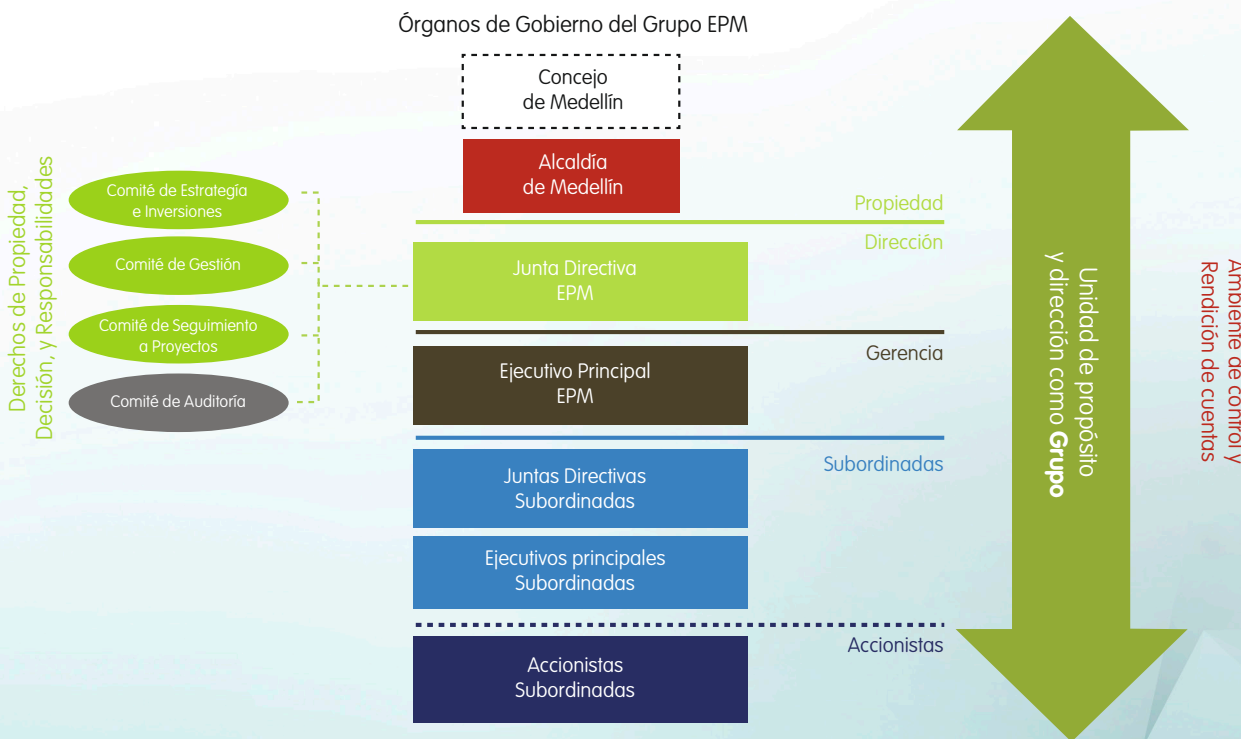 Órganos de Gobierno del Grupo EPM
Concejo
de Medellín
Alcaldía
de Medellín
Propiedad
Dirección
Derechos de Propiedad,
Decisión, y Responsabilidades
Comité de Estrategía
e Inversiones
Comité de Gestión
Comité de Seguimiento
a Proyectos
Comité de Auditoría
Junta Directiva
EPM
Gerencia
Ejecutivo Principal
EPM
Subordinadas
Juntas Directivas
Subordinadas
Ejecutivos principales
Subordinadas
Accionistas
Accionistas
Subordinadas
Unidad de propósito
y dirección como Grupo
Ambiente de control y
Rendición de cuentas